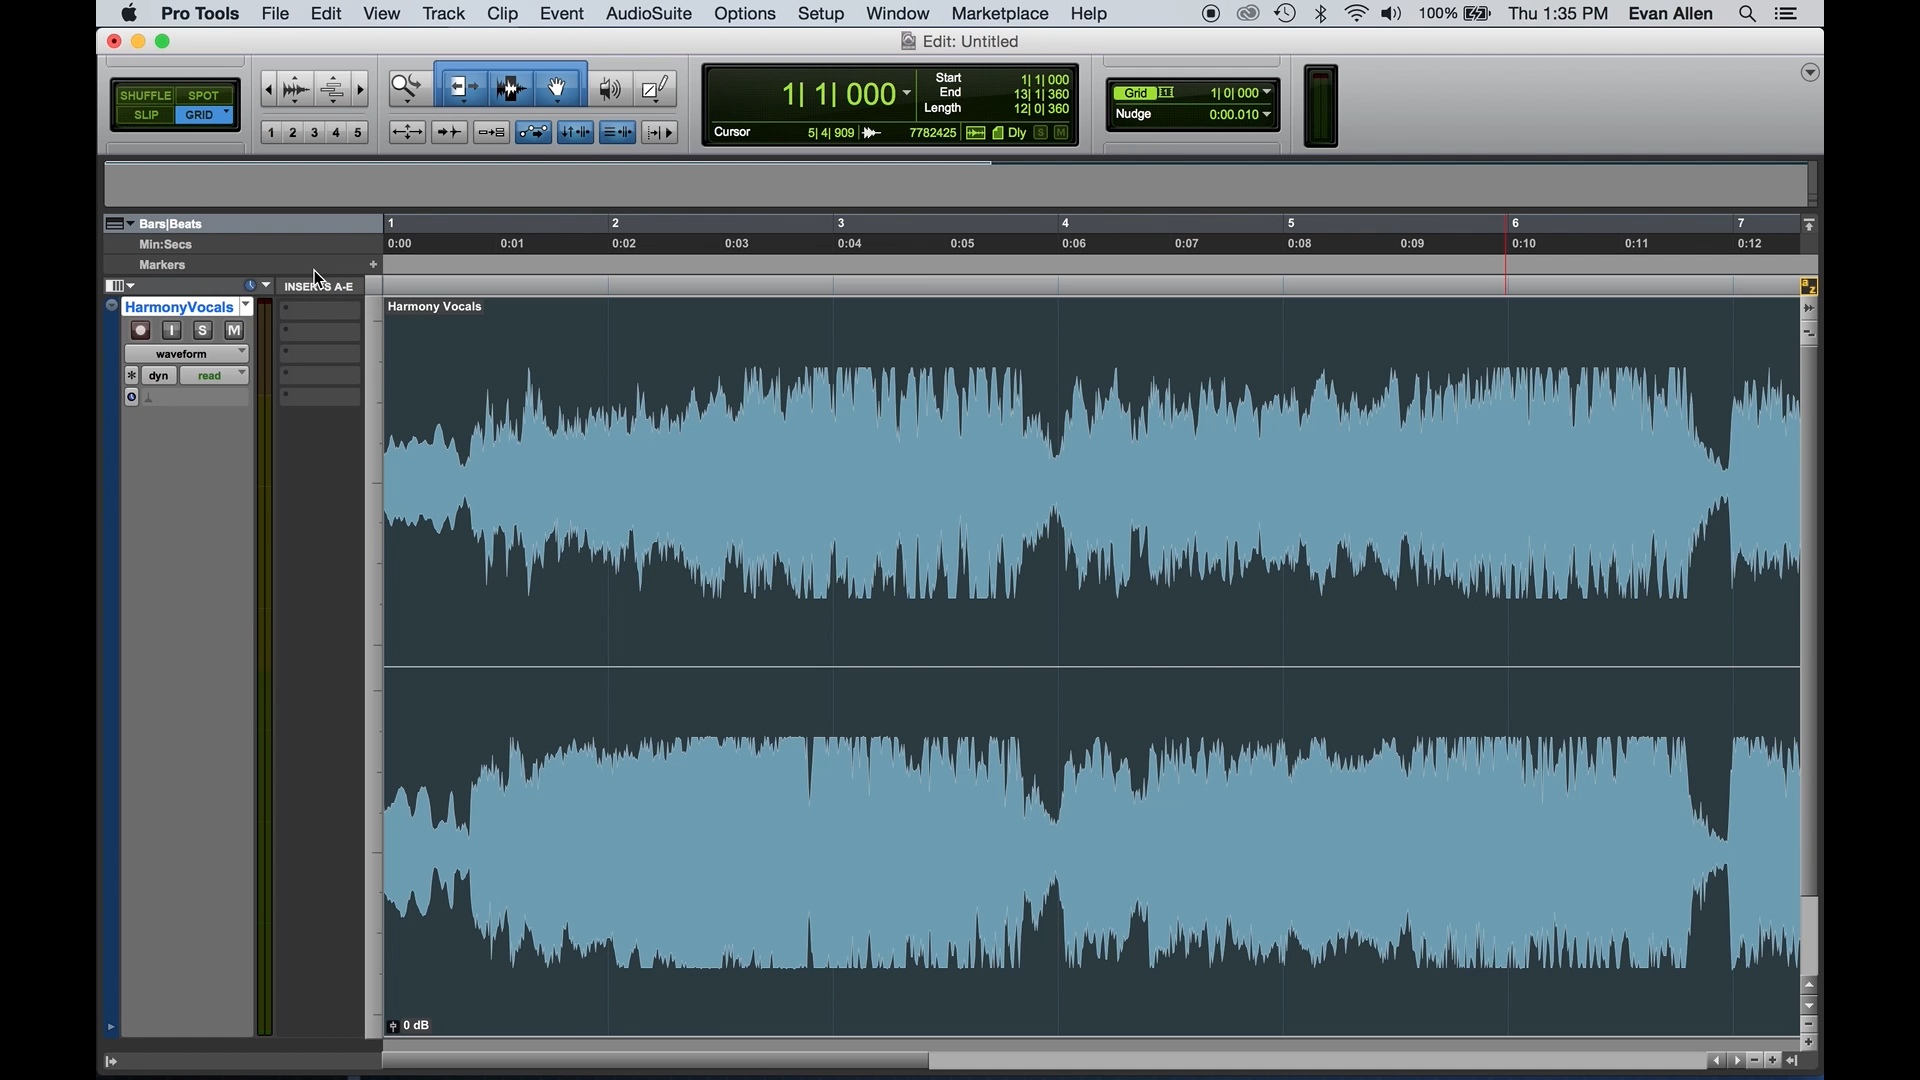 Pro Tools File Edit View Track Clip Event AudioSuite Options Setup Window Marketplace Help 100% Thu 1:35 PM Evan Allen
Edit: Untitled
SHUFFLE SPOT
SLIP GRID
1 2 3 4 5
1| 1| 000
Start 1| 1| 000
End 13| 1| 360
Length 12| 0| 360
Cursor 5| 4| 909 7782425 Dly S M
Grid 1| 0| 000
Nudge 0:00.010
Bars|Beats 1 2 3 4 5 6 7
Min:Secs 0:00 0:01 0:02 0:03 0:04 0:05 0:06 0:07 0:08 0:09 0:10 0:11 0:12
Markers +
INSERTS A-E
a z
HarmonyVocals
Harmony Vocals
I S M
waveform
dyn read
0 dB